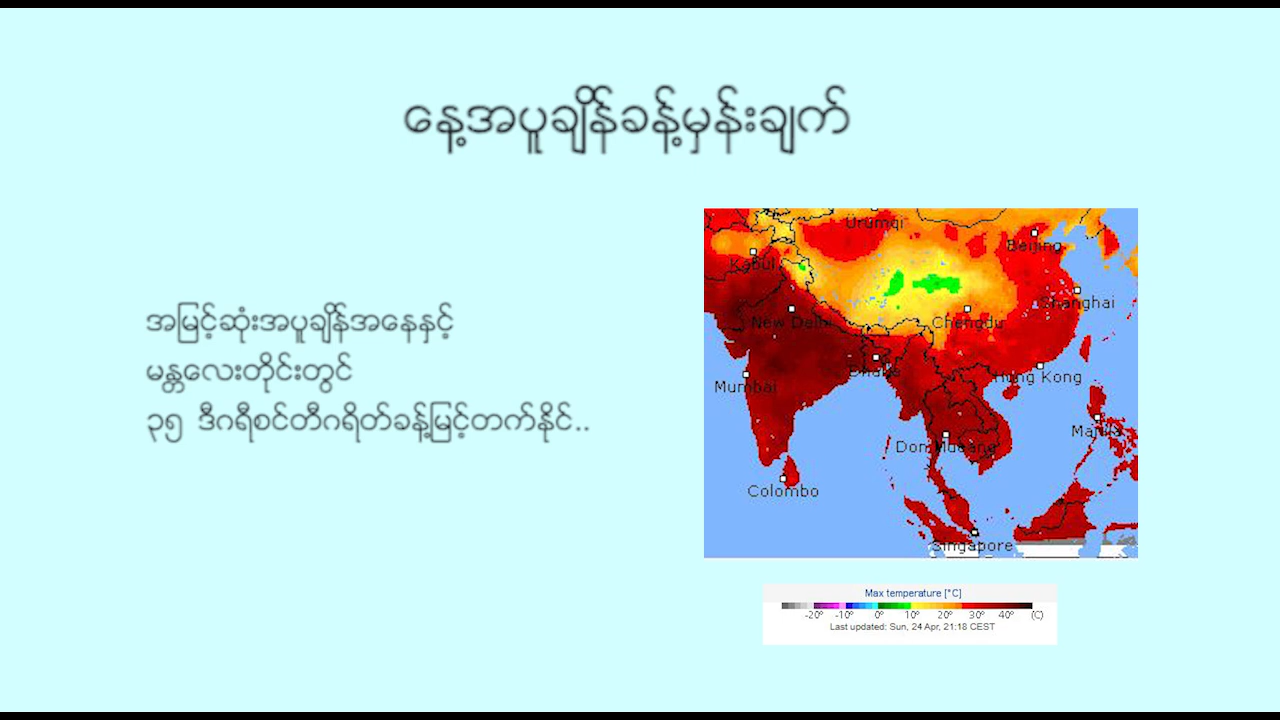 နေ့အပူချိန်ခန့်မှန်းချက်
အမြင့်ဆုံးအပူချိန်အနေနှင့်
မန္တလေးတိုင်းတွင်
၃၅ ဒီဂရီစင်တီဂရိတ်ခန့်မြင့်တက်နိုင်..
Ürümqi
Beijing
Kabul
Shanghai
New Delhi
Chengdu
Dhaka
Hong Kong
Mumbai
Manila
Don Mueang
Colombo
Singapore
Max temperature [°C]
-20° -10° 0° 10° 20° 30° 40° (C)
Last updated: Sun, 24 Apr, 21:18 CEST